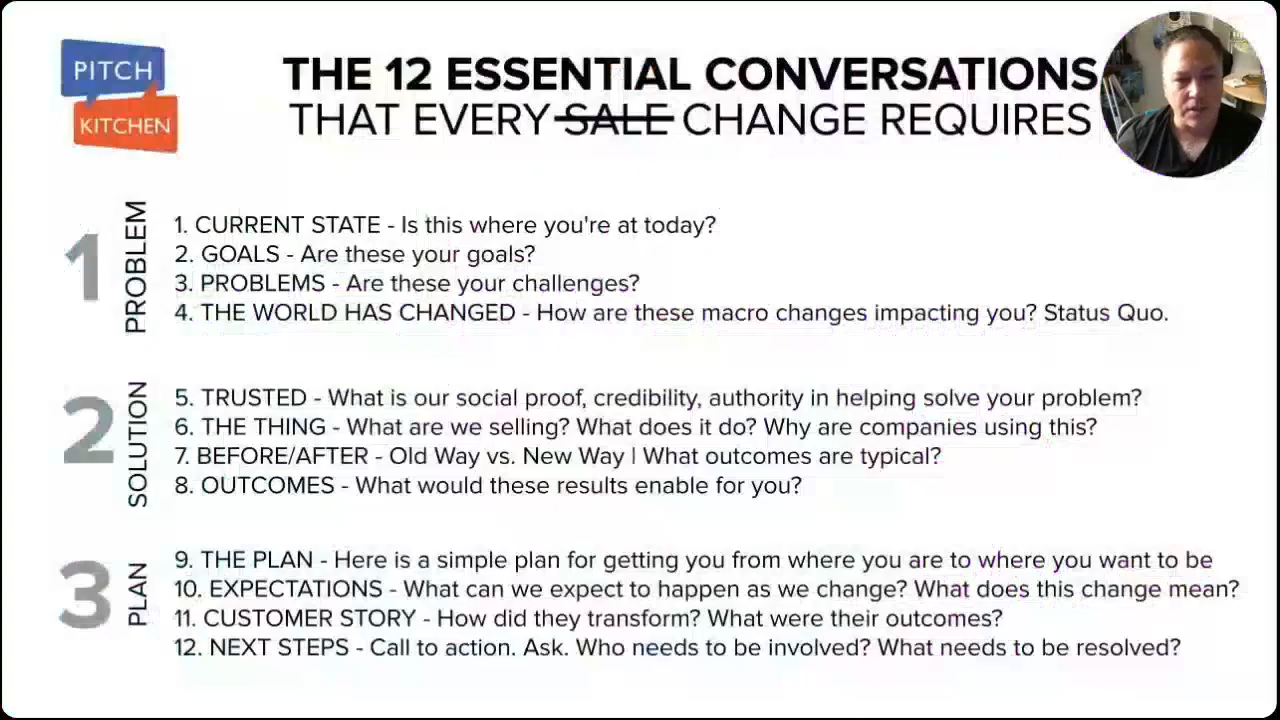 PITCH
KITCHEN
THE 12 ESSENTIAL CONVERSATIONS
THAT EVERY SALE CHANGE REQUIRES
1
PROBLEM
1. CURRENT STATE - Is this where you're at today?
2. GOALS - Are these your goals?
3. PROBLEMS - Are these your challenges?
4. THE WORLD HAS CHANGED - How are these macro changes impacting you? Status Quo.
2
SOLUTION
5. TRUSTED - What is our social proof, credibility, authority in helping solve your problem?
6. THE THING - What are we selling? What does it do? Why are companies using this?
7. BEFORE/AFTER - Old Way vs. New Way | What outcomes are typical?
8. OUTCOMES - What would these results enable for you?
3
PLAN
9. THE PLAN - Here is a simple plan for getting you from where you are to where you want to be
10. EXPECTATIONS - What can we expect to happen as we change? What does this change mean?
11. CUSTOMER STORY - How did they transform? What were their outcomes?
12. NEXT STEPS - Call to action. Ask. Who needs to be involved? What needs to be resolved?